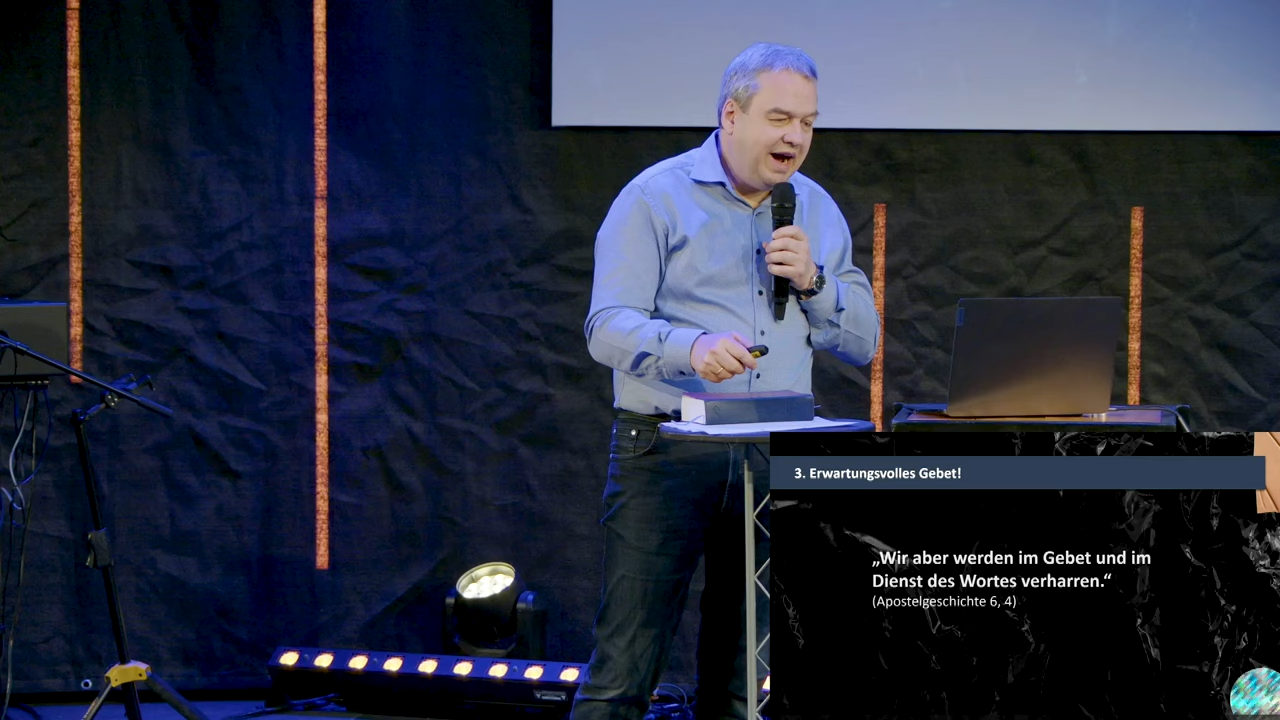 3. Erwartungsvolles Gebet!
„Wir aber werden im Gebet und im
Dienst des Wortes verharren.“
(Apostelgeschichte 6, 4)